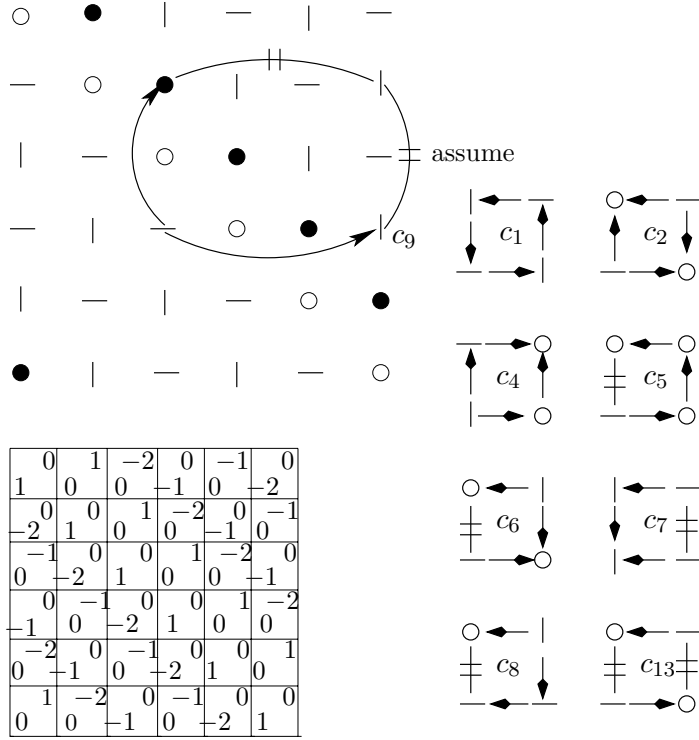 assume
c₉
c₁ c₂
c₄ c₅
c₆ c₇
c₈ c₁₃
0 1 −2 0 −1 0
1 0 0 −1 0 −2
0 0 1 −2 0 −1
−2 1 0 0 −1 0
−1 0 0 1 −2 0
0 −2 1 0 0 −1
0 −1 0 0 1 −2
−1 0 −2 1 0 0
−2 0 −1 0 0 1
0 −1 0 −2 1 0
1 −2 0 −1 0 0
0 0 −1 0 −2 1